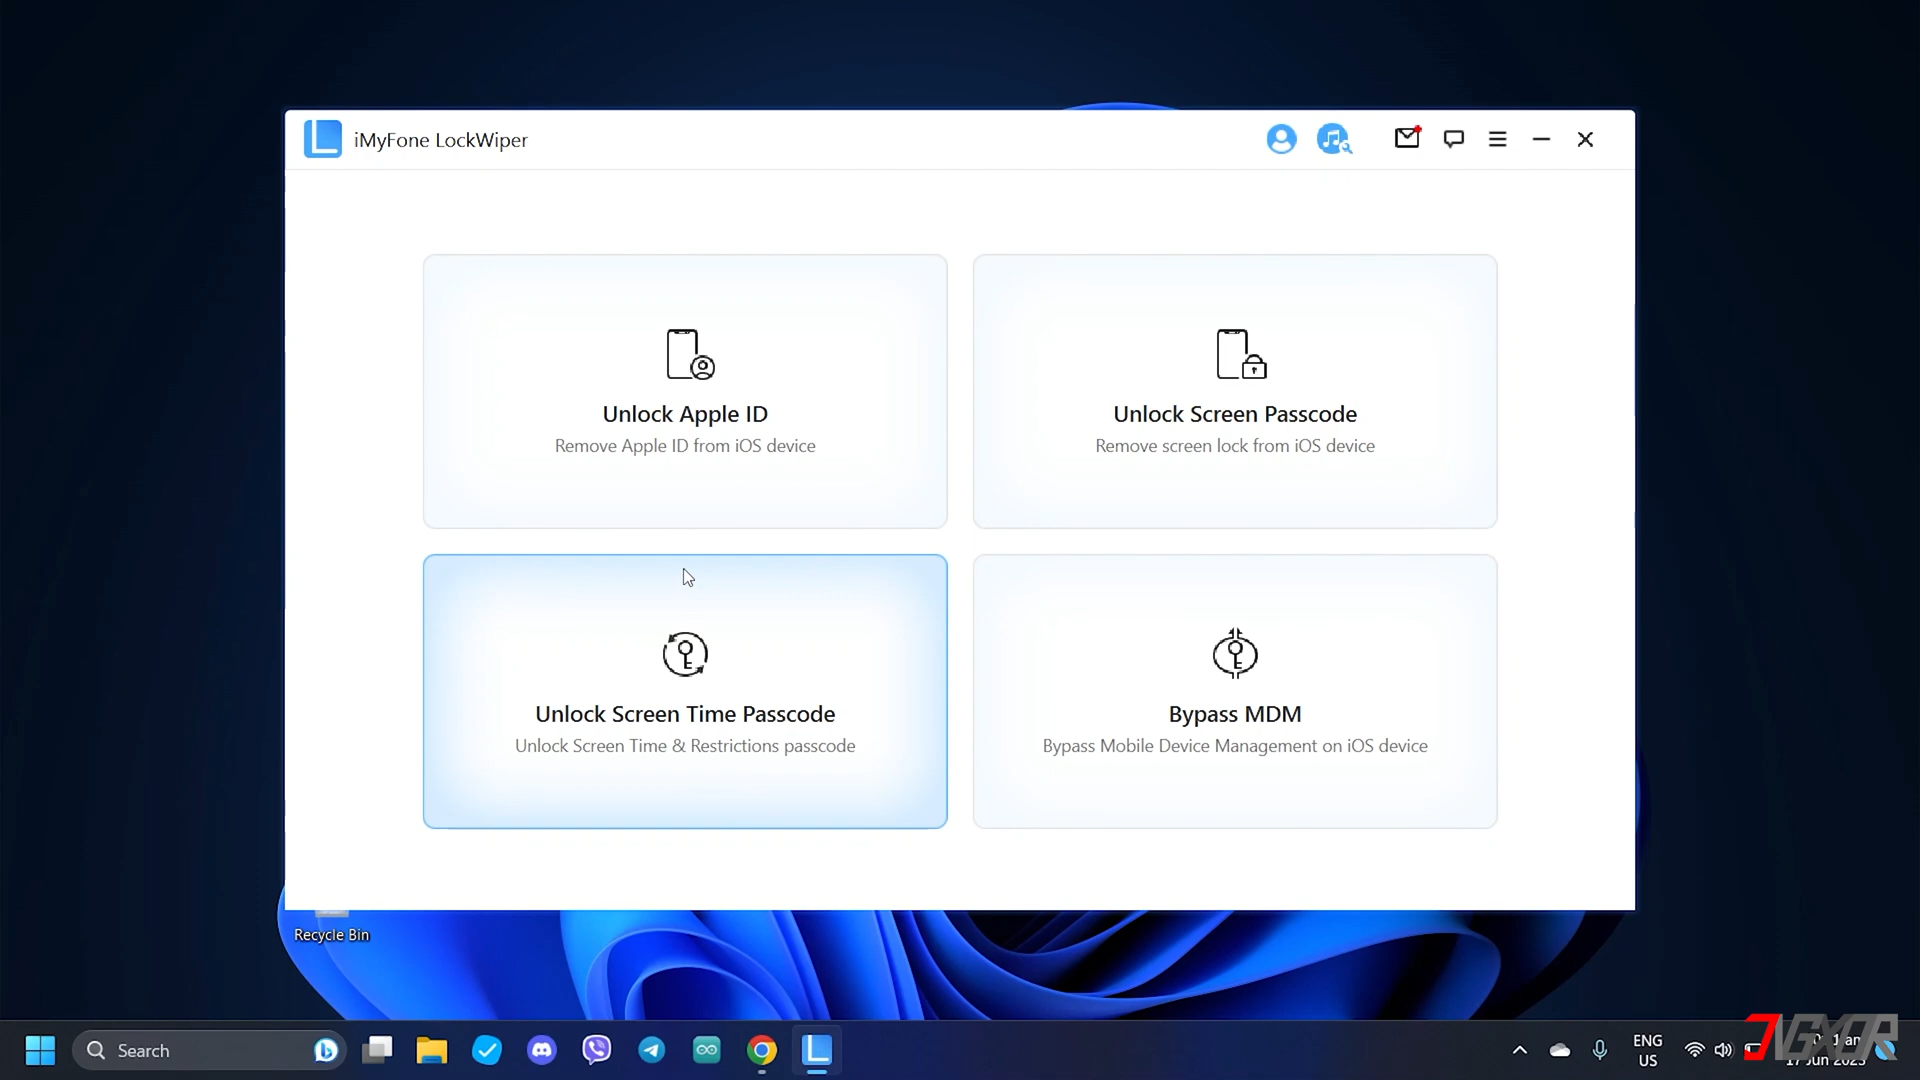 iMyFone LockWiper
Unlock Apple ID
Remove Apple ID from iOS device
Unlock Screen Passcode
Remove screen lock from iOS device
Unlock Screen Time Passcode
Unlock Screen Time & Restrictions passcode
Bypass MDM
Bypass Mobile Device Management on iOS device
Recycle Bin
Search
ENG
US
JVGXOR